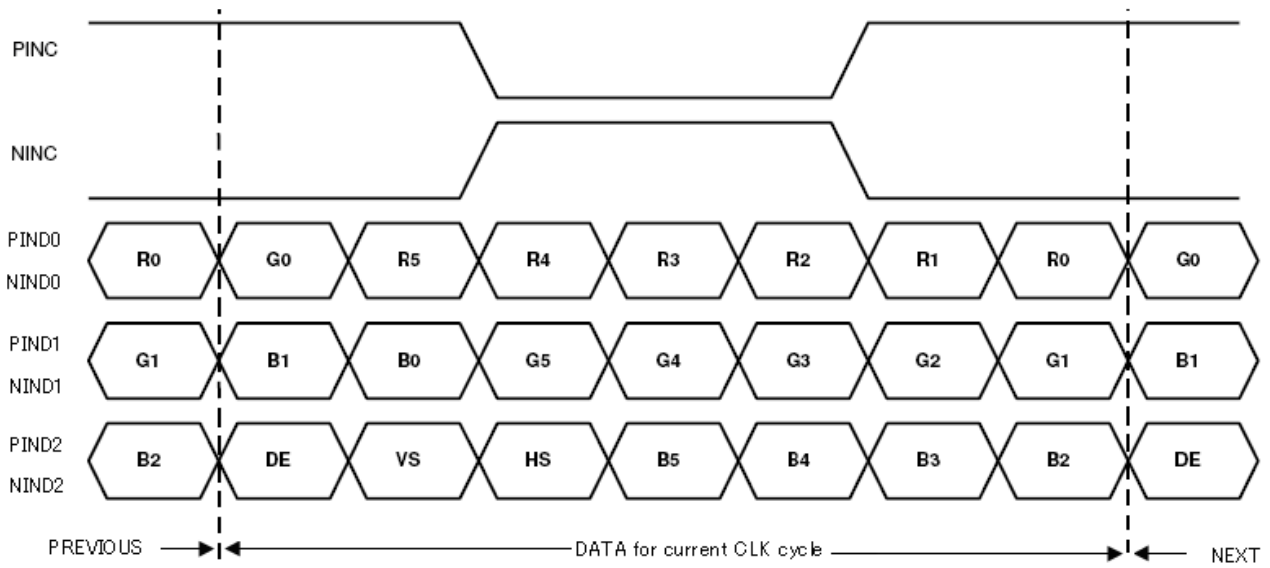 PINC
NINC
PIND0
NIND0
R0 G0 R5 R4 R3 R2 R1 R0 G0
PIND1
NIND1
G1 B1 B0 G5 G4 G3 G2 G1 B1
PIND2
NIND2
B2 DE VS HS B5 B4 B3 B2 DE
PREVIOUS DATA for current CLK cycle NEXT